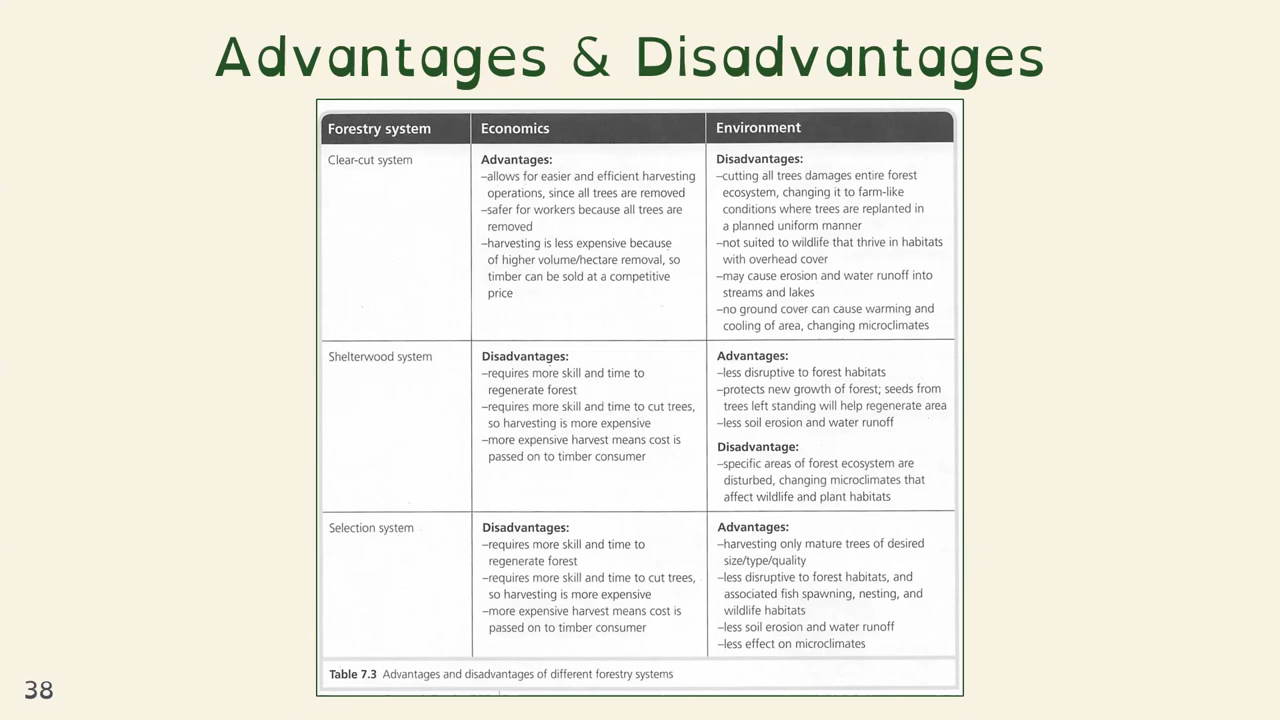 Advantages & Disadvantages
Forestry system
Economics
Environment
Clear-cut system
Advantages:
–allows for easier and efficient harvesting
operations, since all trees are removed
–safer for workers because all trees are
removed
–harvesting is less expensive because
of higher volume/hectare removal, so
timber can be sold at a competitive
price
Disadvantages:
–cutting all trees damages entire forest
ecosystem, changing it to farm-like
conditions where trees are replanted in
a planned uniform manner
–not suited to wildlife that thrive in habitats
with overhead cover
–may cause erosion and water runoff into
streams and lakes
–no ground cover can cause warming and
cooling of area, changing microclimates
Shelterwood system
Disadvantages:
–requires more skill and time to
regenerate forest
–requires more skill and time to cut trees,
so harvesting is more expensive
–more expensive harvest means cost is
passed on to timber consumer
Advantages:
–less disruptive to forest habitats
–protects new growth of forest; seeds from
trees left standing will help regenerate area
–less soil erosion and water runoff
Disadvantage:
–specific areas of forest ecosystem are
disturbed, changing microclimates that
affect wildlife and plant habitats
Selection system
Disadvantages:
–requires more skill and time to
regenerate forest
–requires more skill and time to cut trees,
so harvesting is more expensive
–more expensive harvest means cost is
passed on to timber consumer
Advantages:
–harvesting only mature trees of desired
size/type/quality
–less disruptive to forest habitats, and
associated fish spawning, nesting, and
wildlife habitats
–less soil erosion and water runoff
–less effect on microclimates
Table 7.3 Advantages and disadvantages of different forestry systems
38